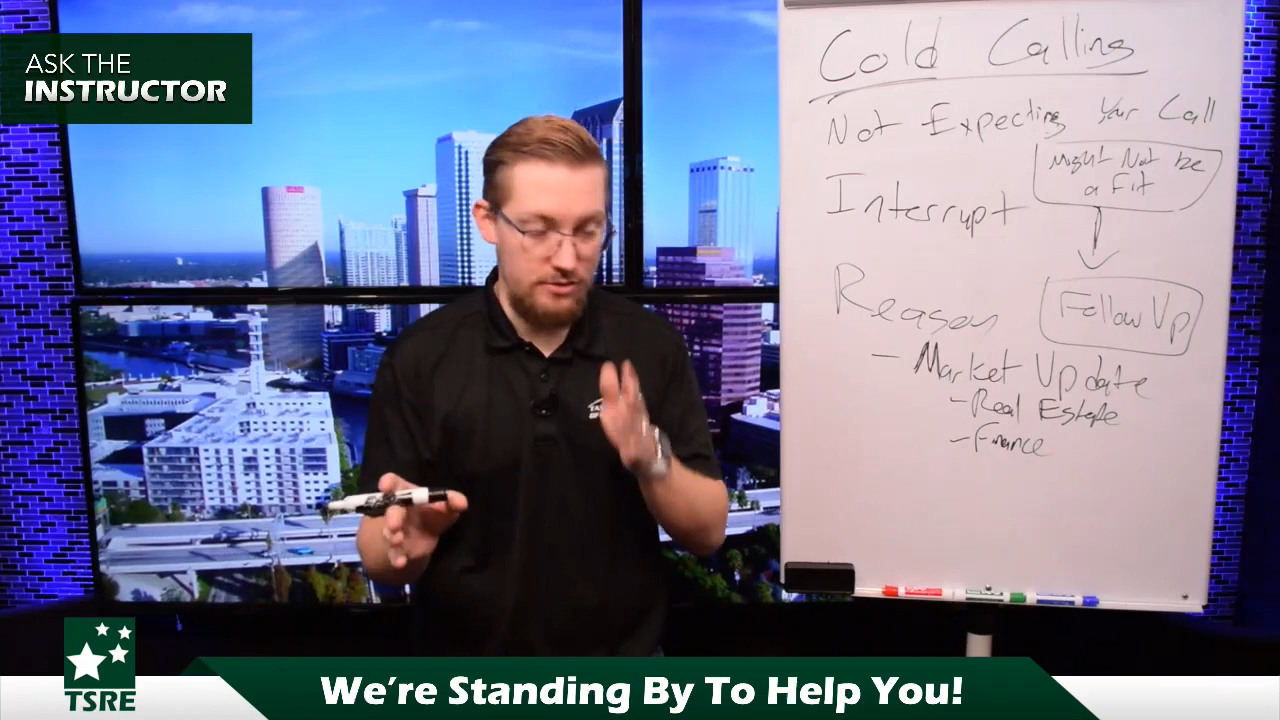 ASK THE
INSTRUCTOR
Cold Calling
Not Expecting Your Call
Might Not be
a Fit
Interrupt
Reason
Follow Up
- Market Update
- Real Estate
- Finance
TSRE
We're Standing By To Help You!